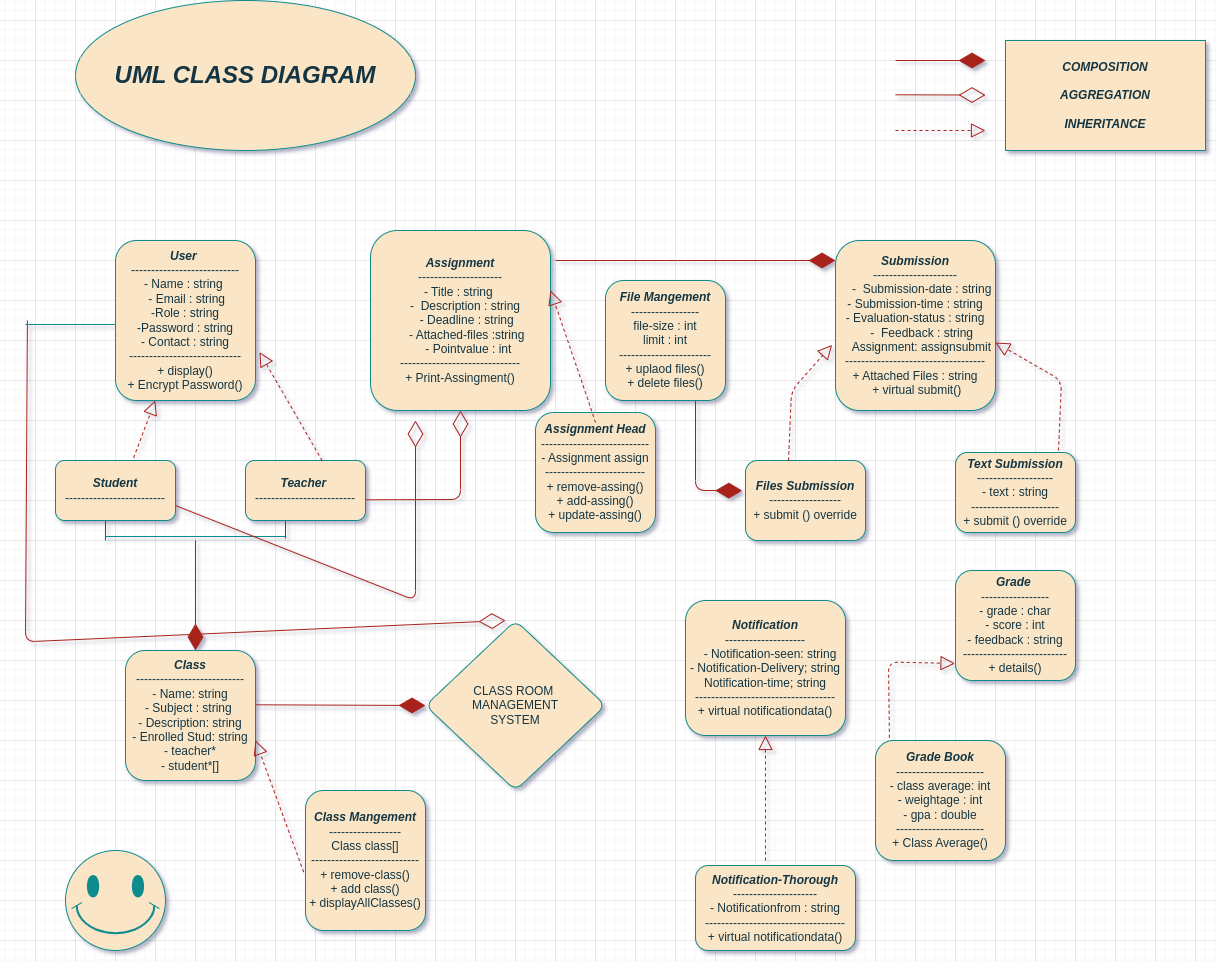 UML CLASS DIAGRAM
COMPOSITION
AGGREGATION
INHERITANCE
User
- Name : string
- Email : string
-Role : string
-Password : string
- Contact : string
+ display()
+ Encrypt Password()
Assignment
- Title : string
- Description : string
- Deadline : string
- Attached-files :string
- Pointvalue : int
+ Print-Assingment()
File Mangement
file-size : int
limit : int
+ uplaod files()
+ delete files()
Submission
- Submission-date : string
- Submission-time : string
- Evaluation-status : string
- Feedback : string
Assignment: assignsubmit
+ Attached Files : string
+ virtual submit()
Student
Teacher
Assignment Head
- Assignment assign
+ remove-assing()
+ add-assing()
+ update-assing()
Files Submission
+ submit () override
Text Submission
- text : string
+ submit () override
Class
- Name: string
- Subject : string
- Description: string
- Enrolled Stud: string
- teacher*
- student*[]
CLASS ROOM
MANAGEMENT
SYSTEM
Notification
- Notification-seen: string
- Notification-Delivery; string
Notification-time; string
+ virtual notificationdata()
Grade
- grade : char
- score : int
- feedback : string
+ details()
Grade Book
- class average: int
- weightage : int
- gpa : double
+ Class Average()
Class Mangement
Class class[]
+ remove-class()
+ add class()
+ displayAllClasses()
Notification-Thorough
- Notificationfrom : string
+ virtual notificationdata()